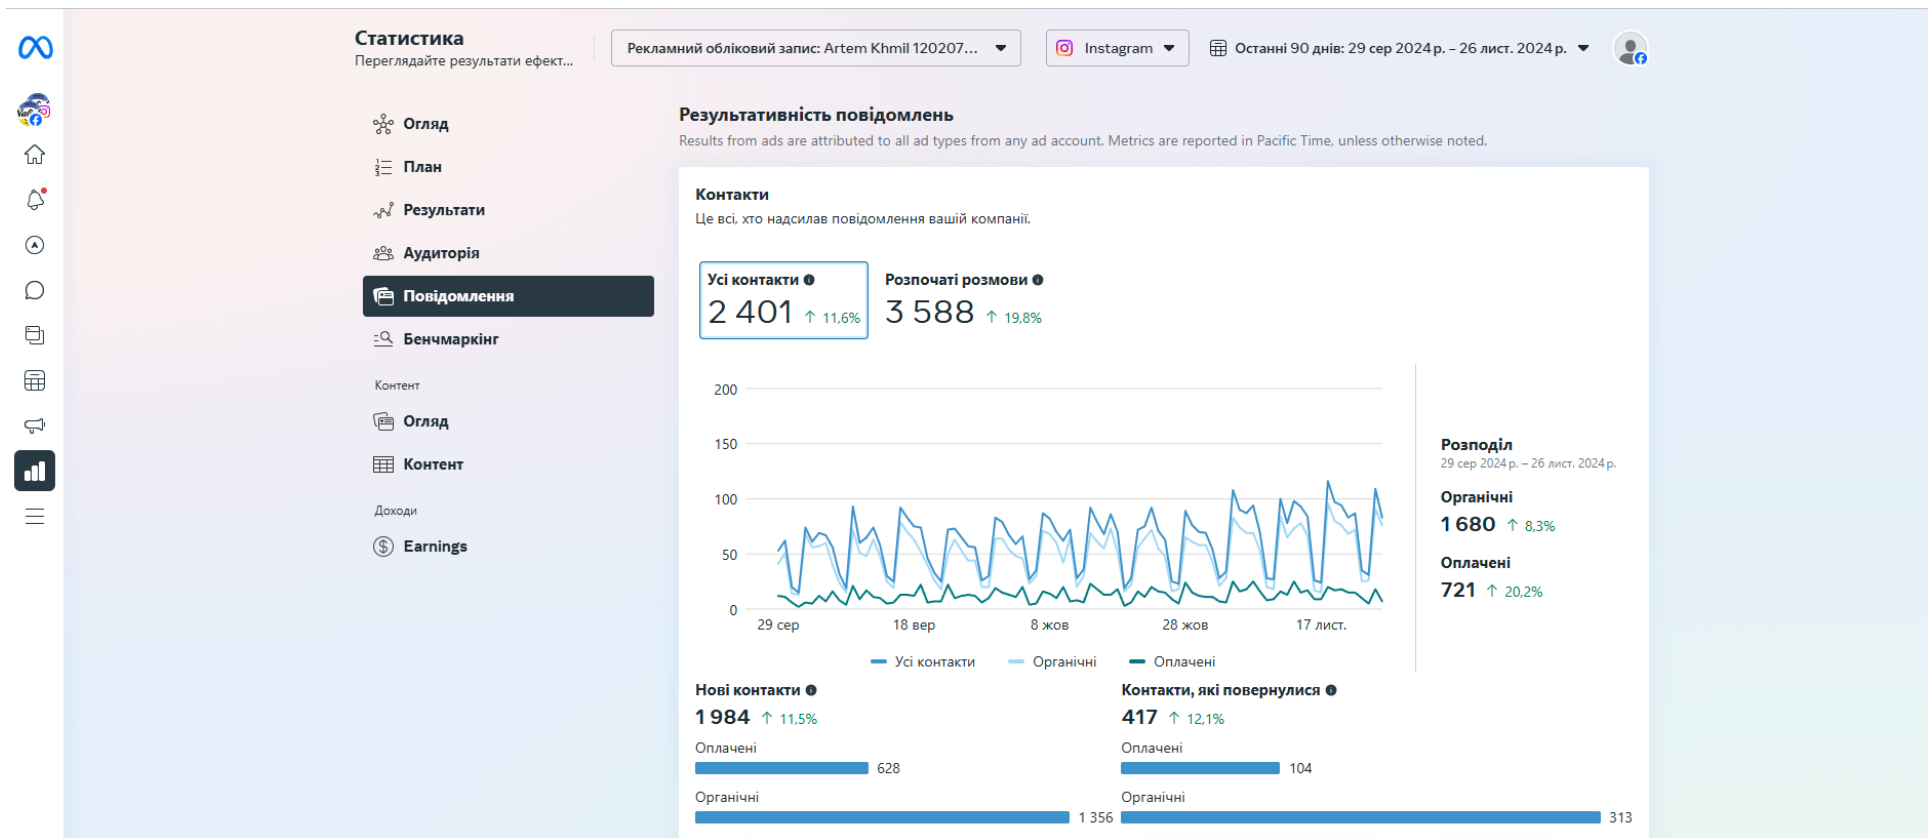 Статистика
Переглядайте результати ефект...
Рекламний обліковий запис: Artem Khmil 120207...
Instagram
Останні 90 днів: 29 сер 2024 р. – 26 лист. 2024 р.
Огляд
План
Результати
Аудиторія
Повідомлення
Бенчмаркінг
Контент
Огляд
Контент
Доходи
Earnings
Результативність повідомлень
Results from ads are attributed to all ad types from any ad account. Metrics are reported in Pacific Time, unless otherwise noted.
Контакти
Це всі, хто надсилав повідомлення вашій компанії.
Усі контакти
2 401 ↑ 11,6%
Розпочаті розмови
3 588 ↑ 19,8%
200
150
100
50
0
29 сер
18 вер
8 жов
28 жов
17 лист.
Усі контакти
Органічні
Оплачені
Розподіл
29 сер 2024 р. – 26 лист. 2024 р.
Органічні
1 680 ↑ 8,3%
Оплачені
721 ↑ 20,2%
Нові контакти
1 984 ↑ 11,5%
Оплачені
628
Органічні
1 356
Контакти, які повернулися
417 ↑ 12,1%
Оплачені
104
Органічні
313